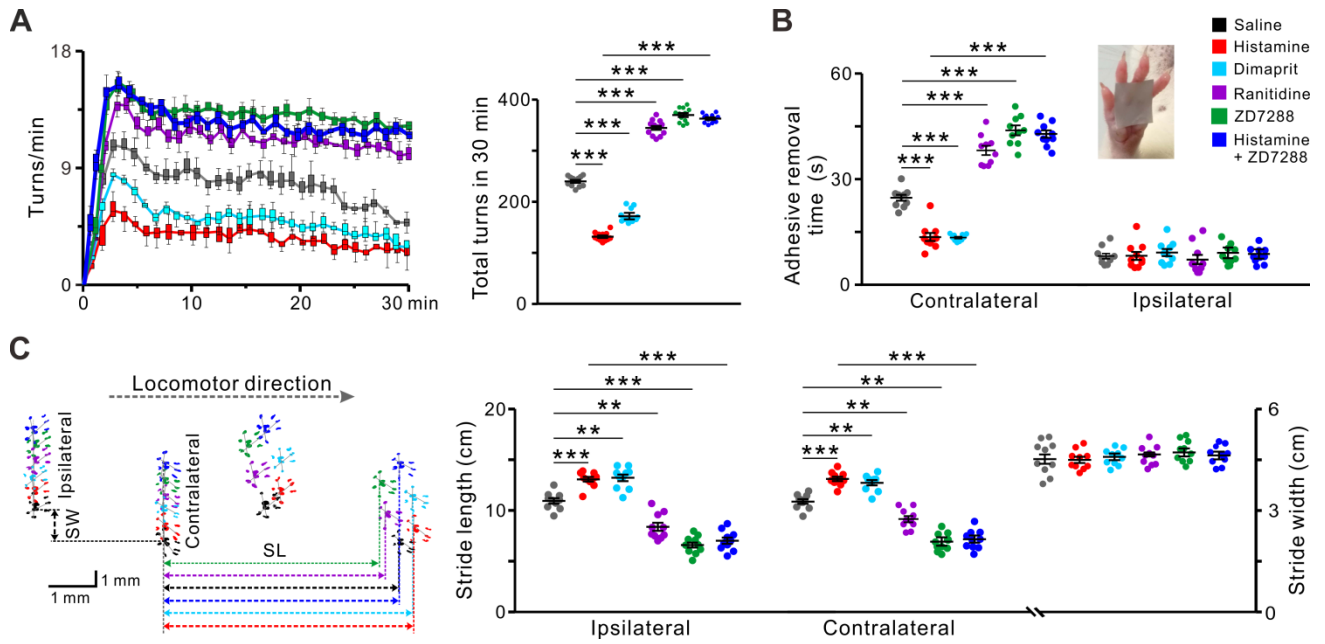 A
18
9
0
Turns/min
0
10
20
30 min
400
200
0
Total turns in 30 min
***
***
***
***
***
B
60
30
0
Adhesive removal
time (s)
***
***
***
***
***
Contralateral
Ipsilateral
Saline
Histamine
Dimaprit
Ranitidine
ZD7288
Histamine
+ ZD7288
C
Locomotor direction
Ipsilateral
Contralateral
SW
SL
1 mm
1 mm
20
10
0
Stride length (cm)
***
***
**
**
***
***
**
**
**
***
Ipsilateral
Contralateral
6
3
0
Stride width (cm)